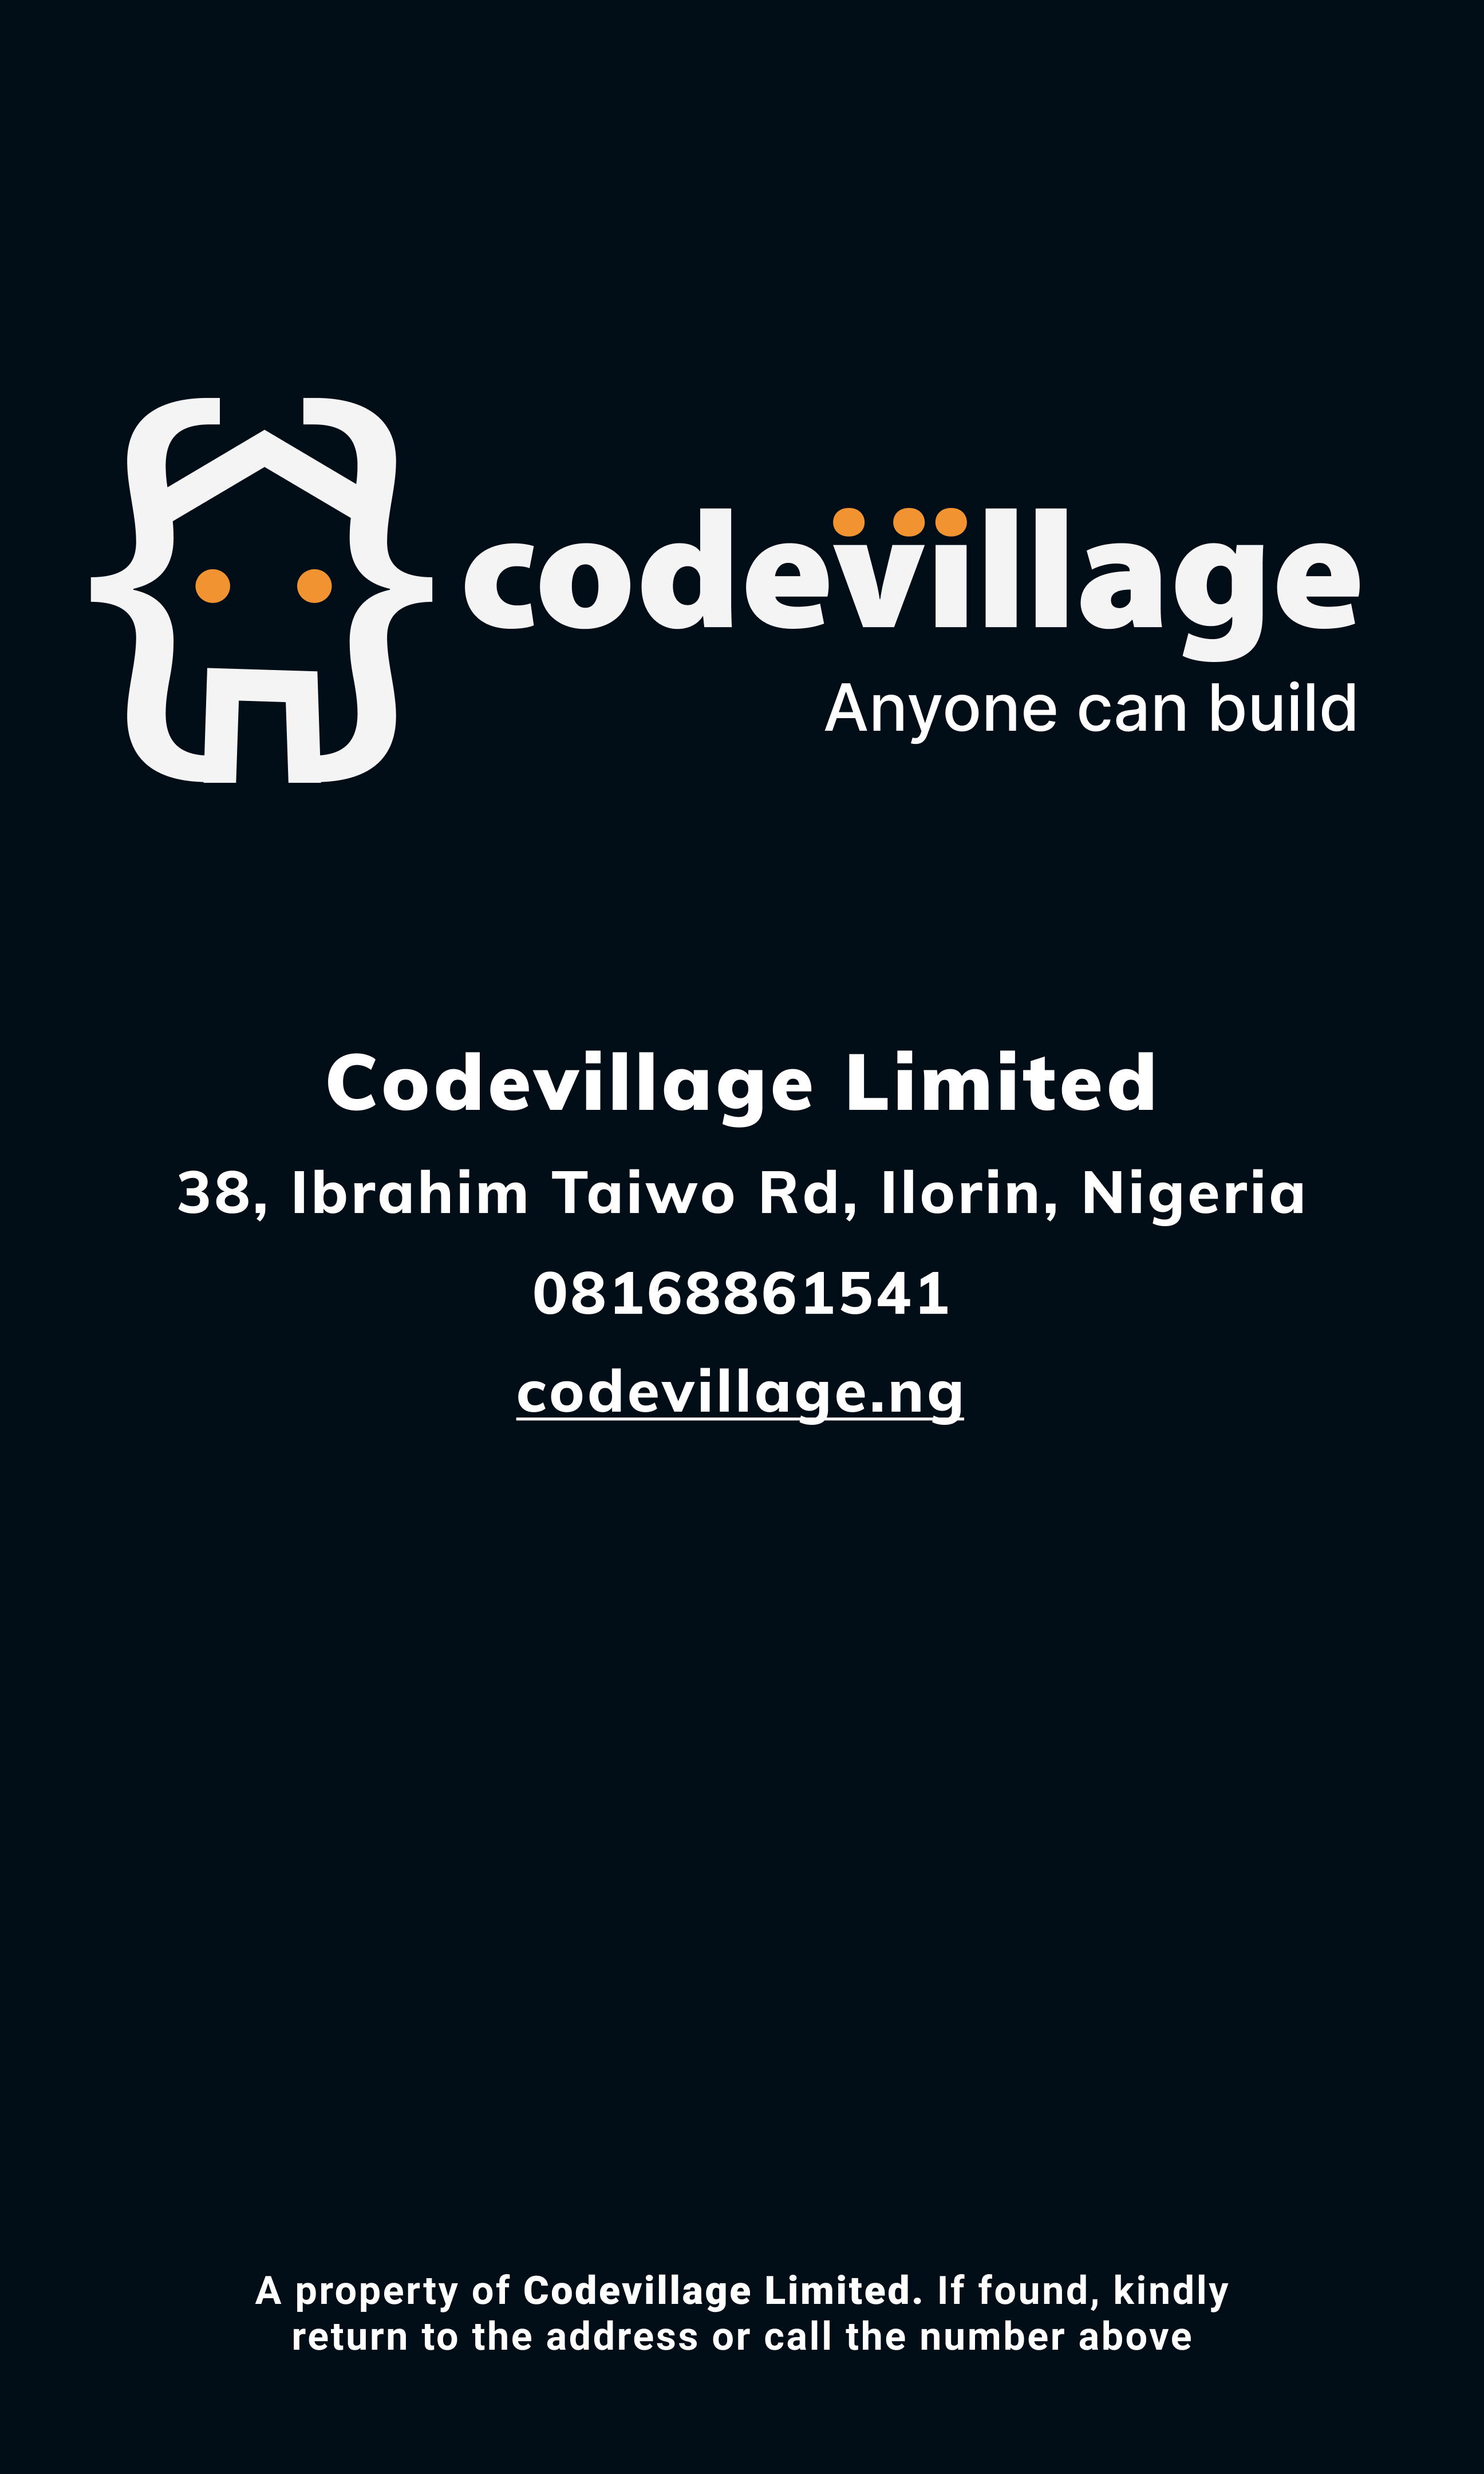 codevillage
Anyone can build
Codevillage Limited
38, Ibrahim Taiwo Rd, Ilorin, Nigeria
08168861541
codevillage.ng
A property of Codevillage Limited. If found, kindly
return to the address or call the number above